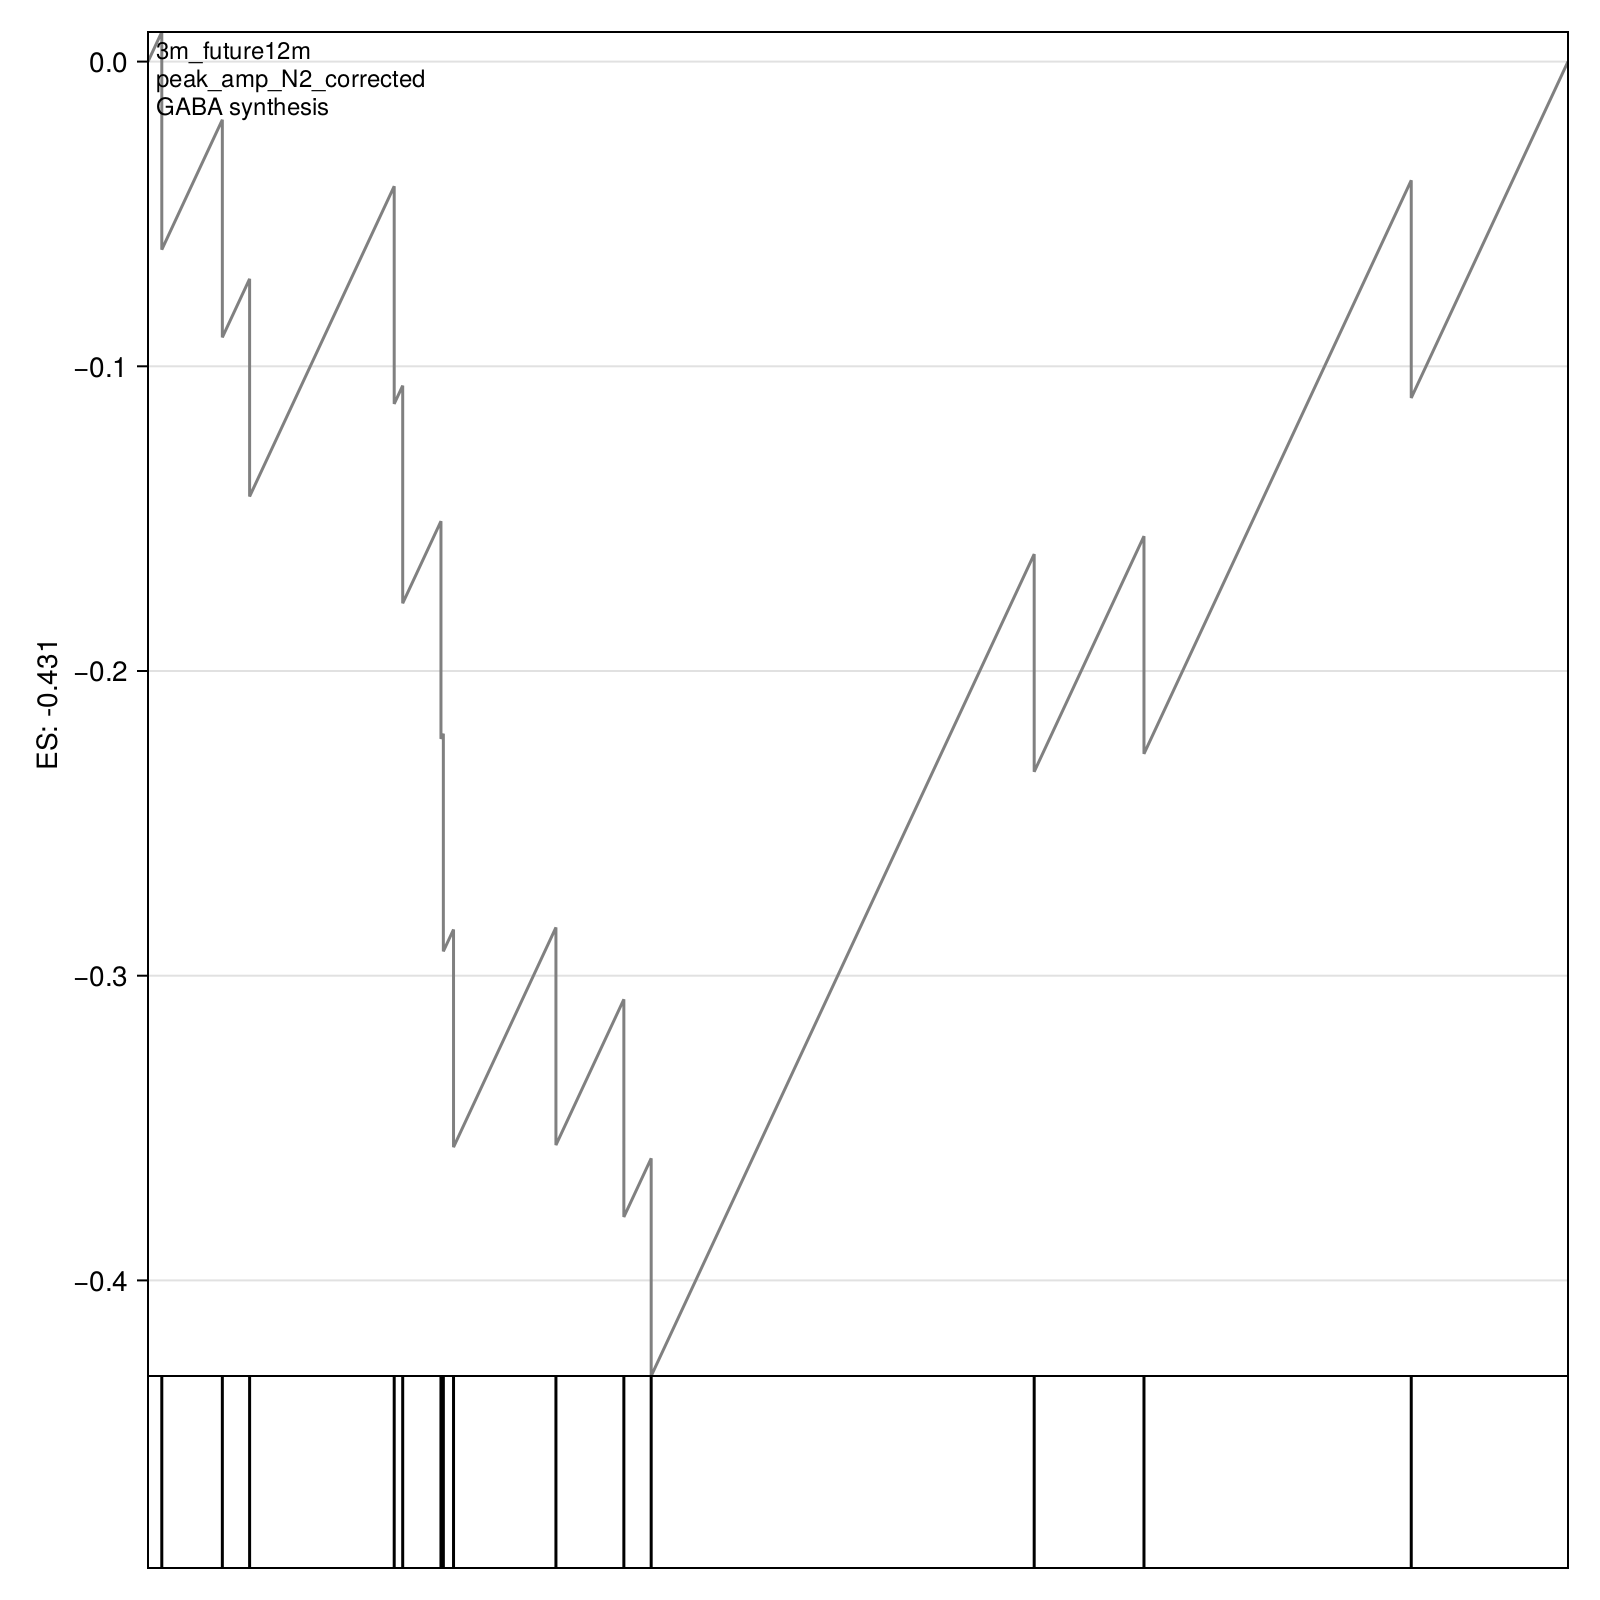 3m_future12m
peak_amp_N2_corrected
GABA synthesis
0.0
−0.1
−0.2
−0.3
−0.4
ES: -0.431